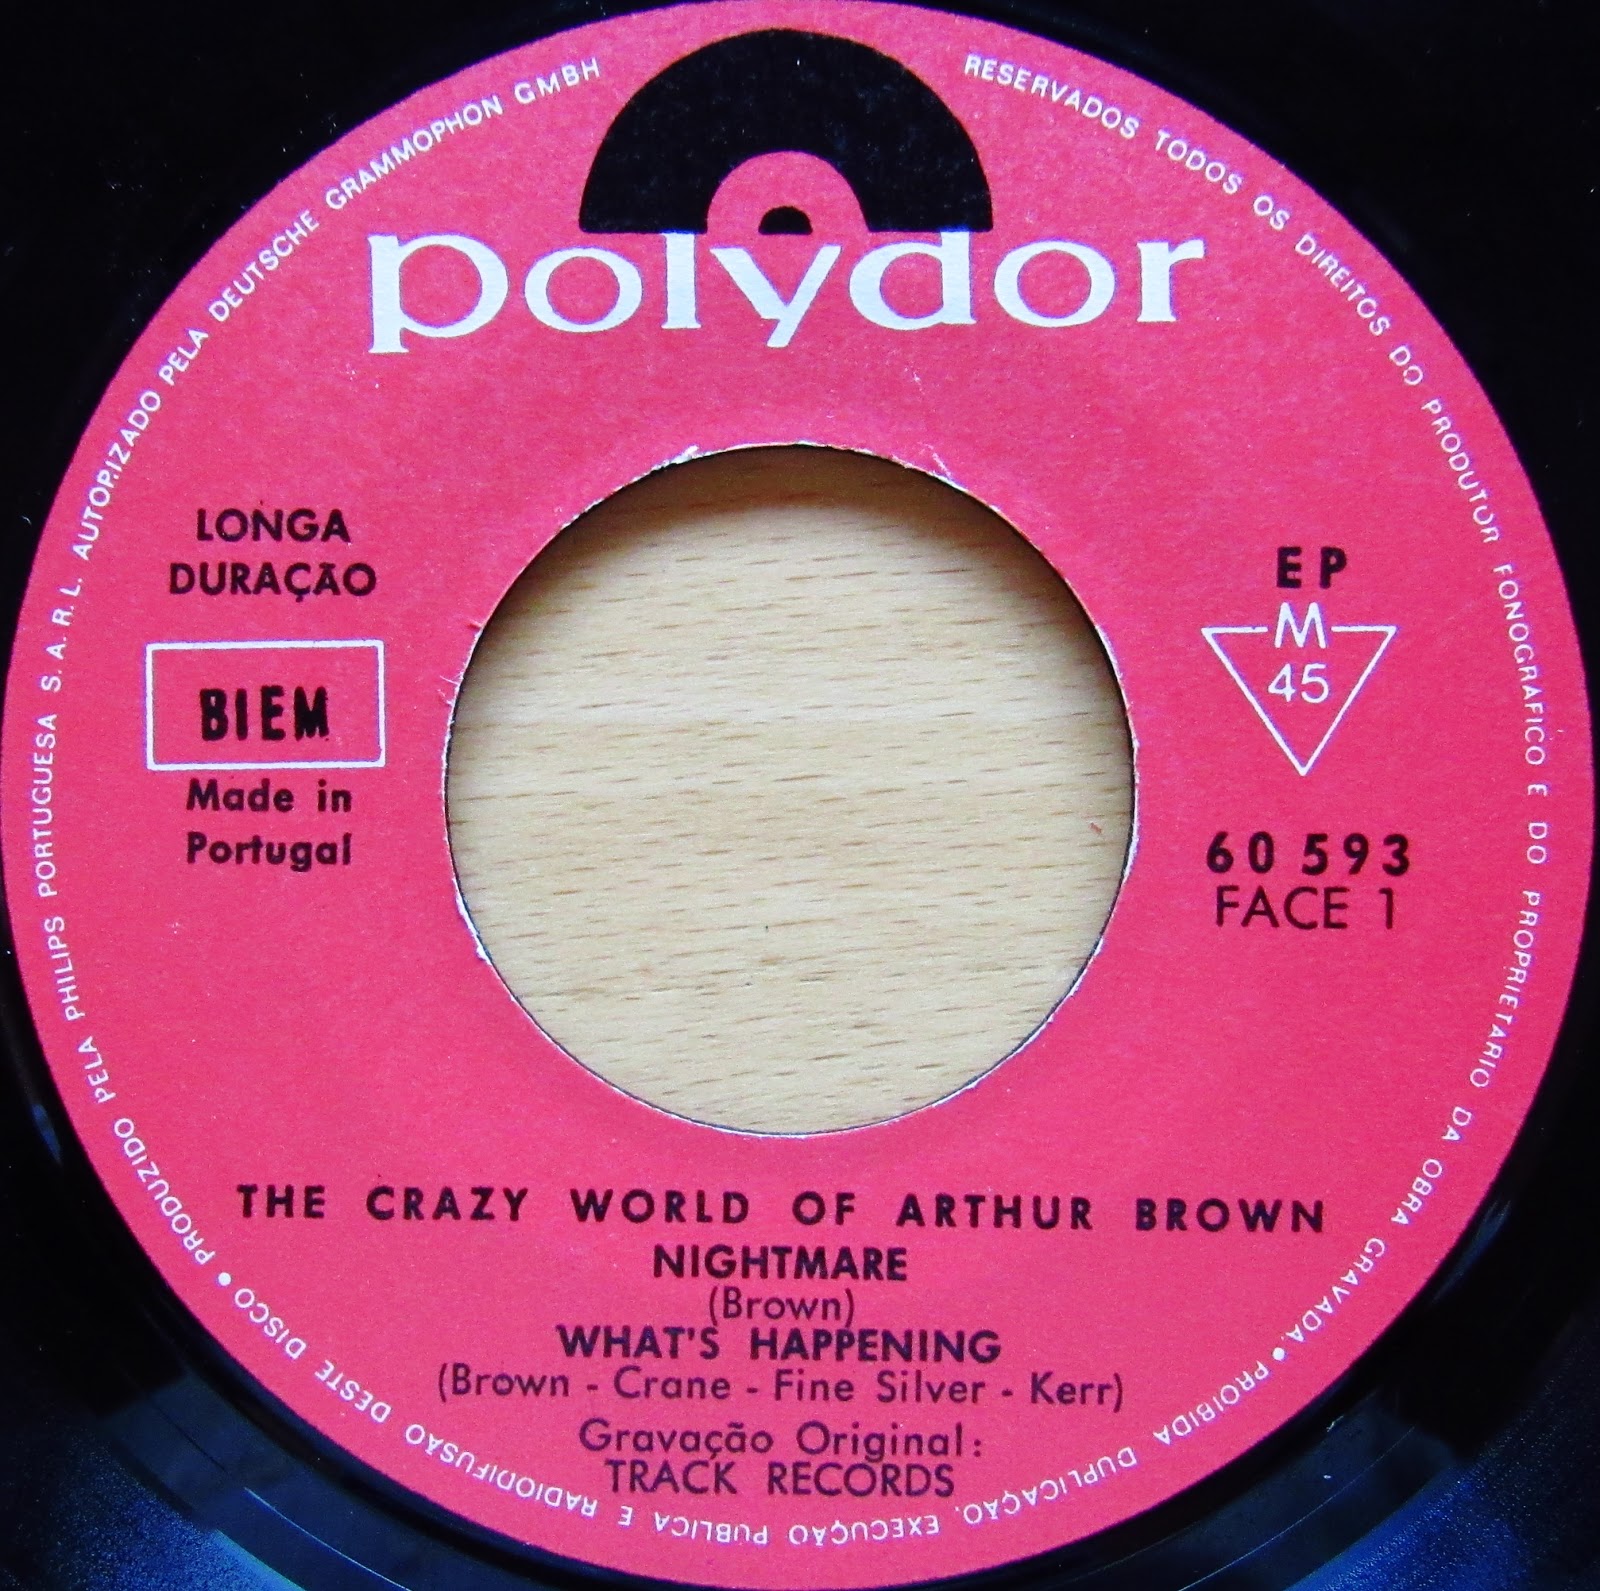 polydor
PRODUZIDO PELA PHILIPS PORTUGUESA S. A. R. L. AUTORIZADO PELA DEUTSCHE GRAMMOPHON GMBH
RESERVADOS TODOS OS DIREITOS DO PRODUTOR FONOGRAFICO E DO PROPRIETARIO DA OBRA GRAVADA. • PROIBIDA DUPLICAÇÃO, EXECUÇÃO PUBLICA E RADIODIFUSÃO DESTE DISCO •
LONGA
DURAÇÃO
BIEM
Made in
Portugal
EP
M
45
60 593
FACE 1
THE CRAZY WORLD OF ARTHUR BROWN
NIGHTMARE
(Brown)
WHAT'S HAPPENING
(Brown - Crane - Fine Silver - Kerr)
Gravação Original:
TRACK RECORDS